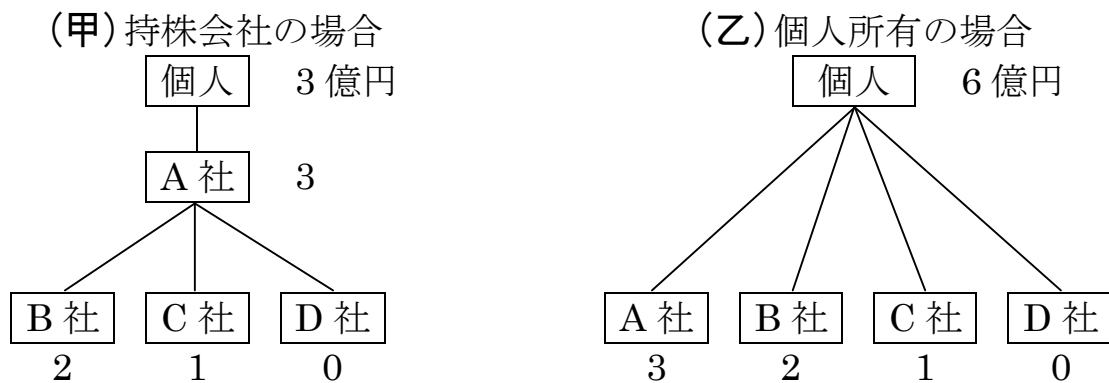 (甲)持株会社の場合
個人 3億円
A社 3
B社 C社 D社
2 1 0
(乙)個人所有の場合
個人 6億円
A社 B社 C社 D社
3 2 1 0